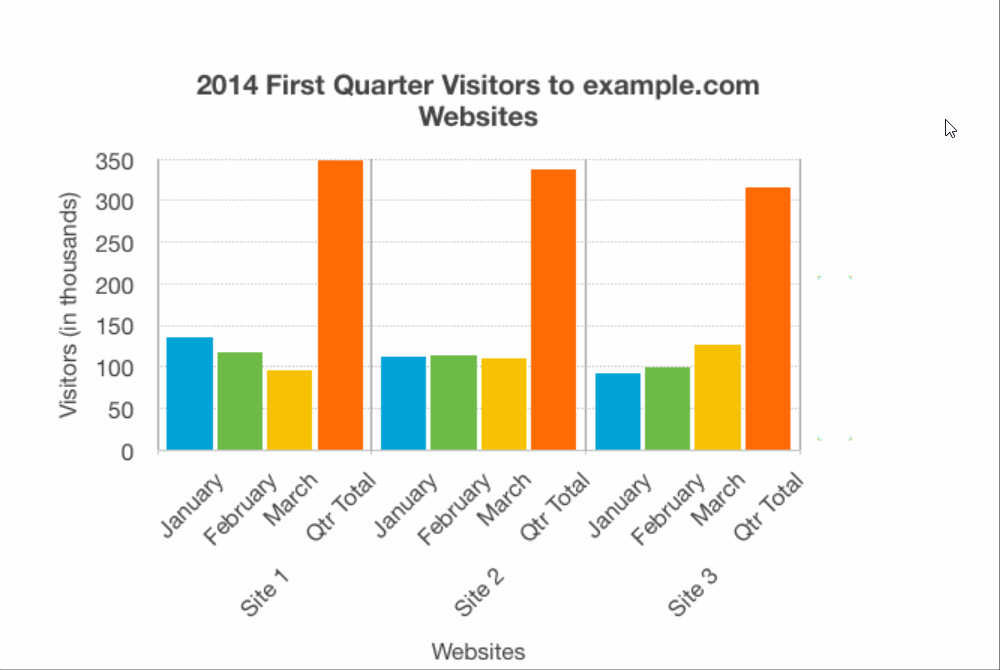 2014 First Quarter Visitors to example.com
Websites
Visitors (in thousands)
350
300
250
200
150
100
50
0
January
February
March
Qtr Total
January
February
March
Qtr Total
January
February
March
Qtr Total
Site 1
Site 2
Site 3
Websites